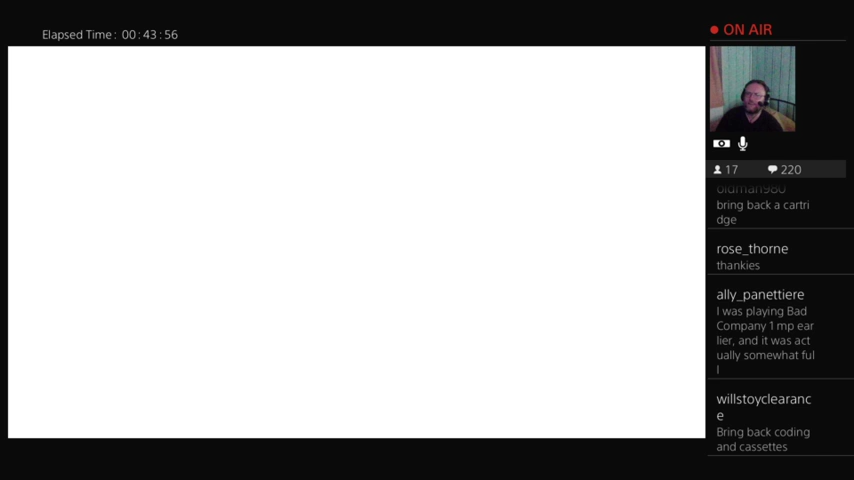 Elapsed Time: 00:43:56
ON AIR
17 220
oldman980
bring back a cartri
dge
rose_thorne
thankies
ally_panettiere
I was playing Bad
Company 1 mp ear
lier, and it was act
ually somewhat ful
l
willstoyclearanc
e
Bring back coding
and cassettes